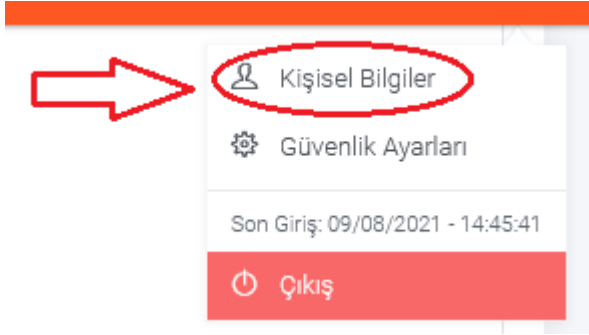 Kişisel Bilgiler
Güvenlik Ayarları
Son Giriş: 09/08/2021 - 14:45:41
Çıkış